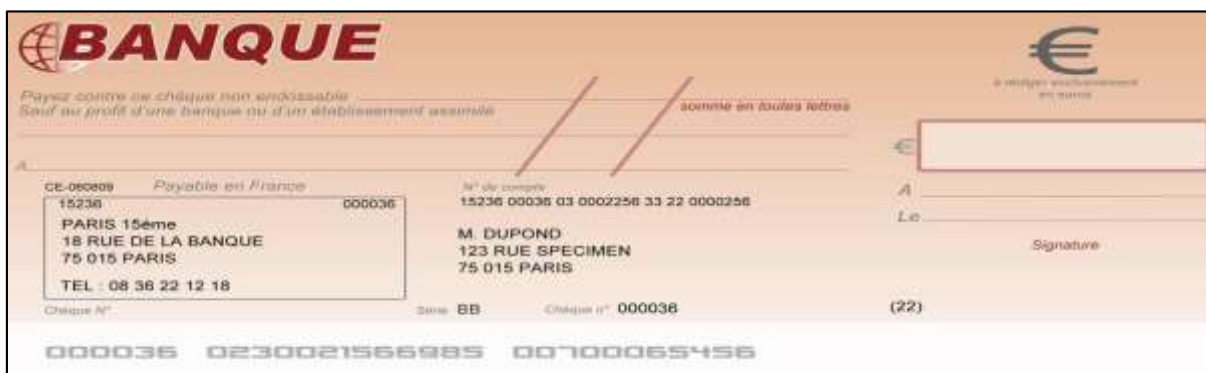 BANQUE
€
à rédiger exclusivement
en euros
Payez contre ce chèque non endossable
Sauf au profit d'une banque ou d'un établissement assimilé
somme en toutes lettres
€
A
A
Le
CE-060809 Payable en France
15236 000036
PARIS 15ème
18 RUE DE LA BANQUE
75 015 PARIS
TEL : 08 36 22 12 18
N° de compte
15236 00036 03 0002256 33 22 0000256
M. DUPOND
123 RUE SPECIMEN
75 015 PARIS
Signature
Chèque N° Série BB Chèque n° 000036 (22)
000036 0230021566985 00700065456